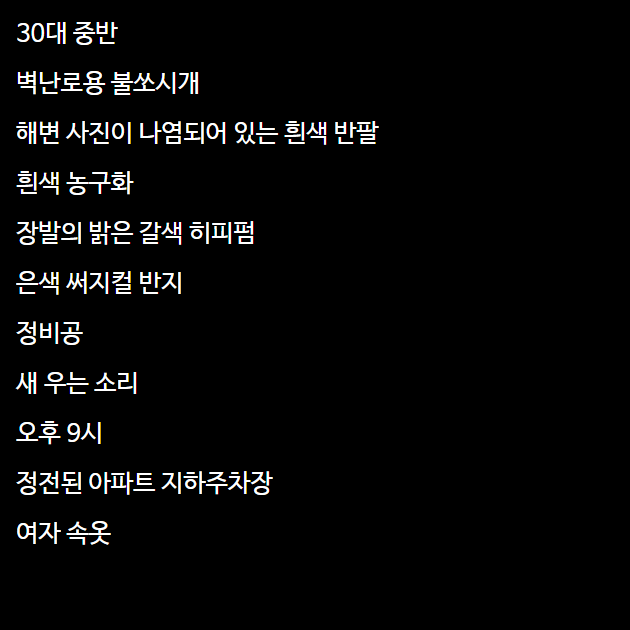 30대 중반
벽난로용 불쏘시개
해변 사진이 나염되어 있는 흰색 반팔
흰색 농구화
장발의 밝은 갈색 히피펌
은색 써지컬 반지
정비공
새 우는 소리
오후 9시
정전된 아파트 지하주차장
여자 속옷